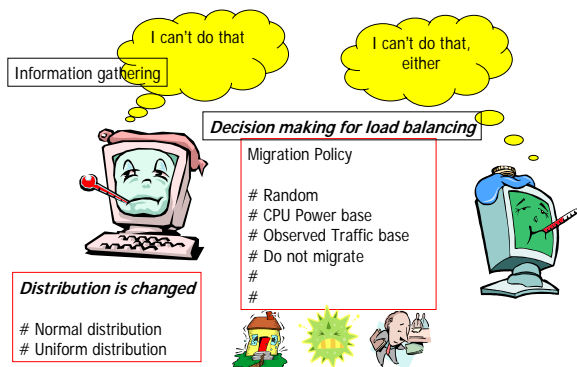 I can't do that
I can't do that,
either
Information gathering
Decision making for load balancing
Migration Policy
# Random
# CPU Power base
# Observed Traffic base
# Do not migrate
#
#
Distribution is changed
# Normal distribution
# Uniform distribution